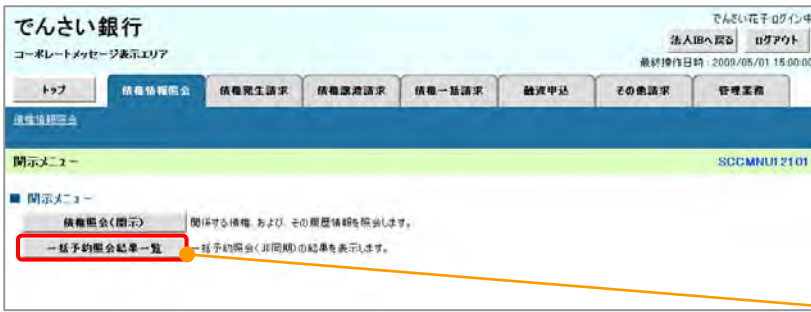 でんさい銀行
コーポレートメッセージ表示エリア
でんさい花子ログイン中
法人IBへ戻る ログアウト
最終操作日時：2009/05/01 15:00:00
トップ 債権情報照会 債権発生請求 債権譲渡請求 債権一括請求 融資申込 その他請求 管理業務
債権情報照会
開示メニュー SCCMNU12101
■ 開示メニュー
債権照会(開示) 関係する債権、および、その履歴情報を照会します。
一括予約照会結果一覧 一括予約照会(非同期)の結果を表示します。